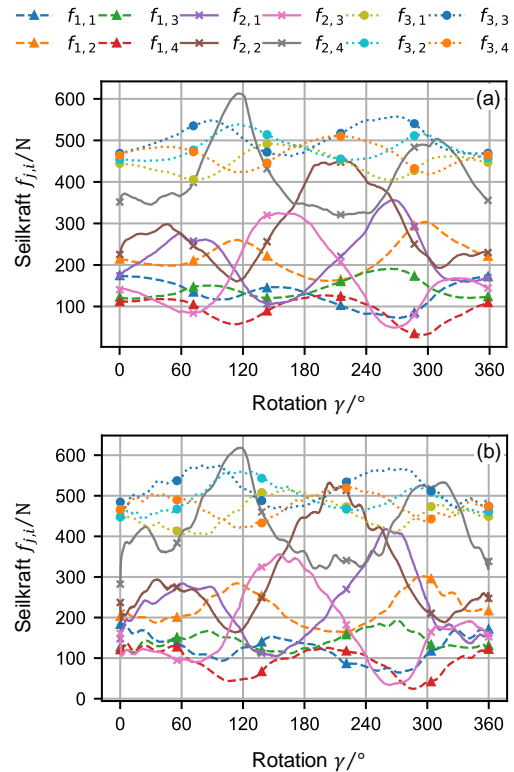 f1,1 f1,3 f2,1 f2,3 f3,1 f3,3
f1,2 f1,4 f2,2 f2,4 f3,2 f3,4
(a)
600
500
400
300
200
100
Seilkraft fj,i/N
0 60 120 180 240 300 360
Rotation γ/°
(b)
600
500
400
300
200
100
0
Seilkraft fj,i/N
0 60 120 180 240 300 360
Rotation γ/°